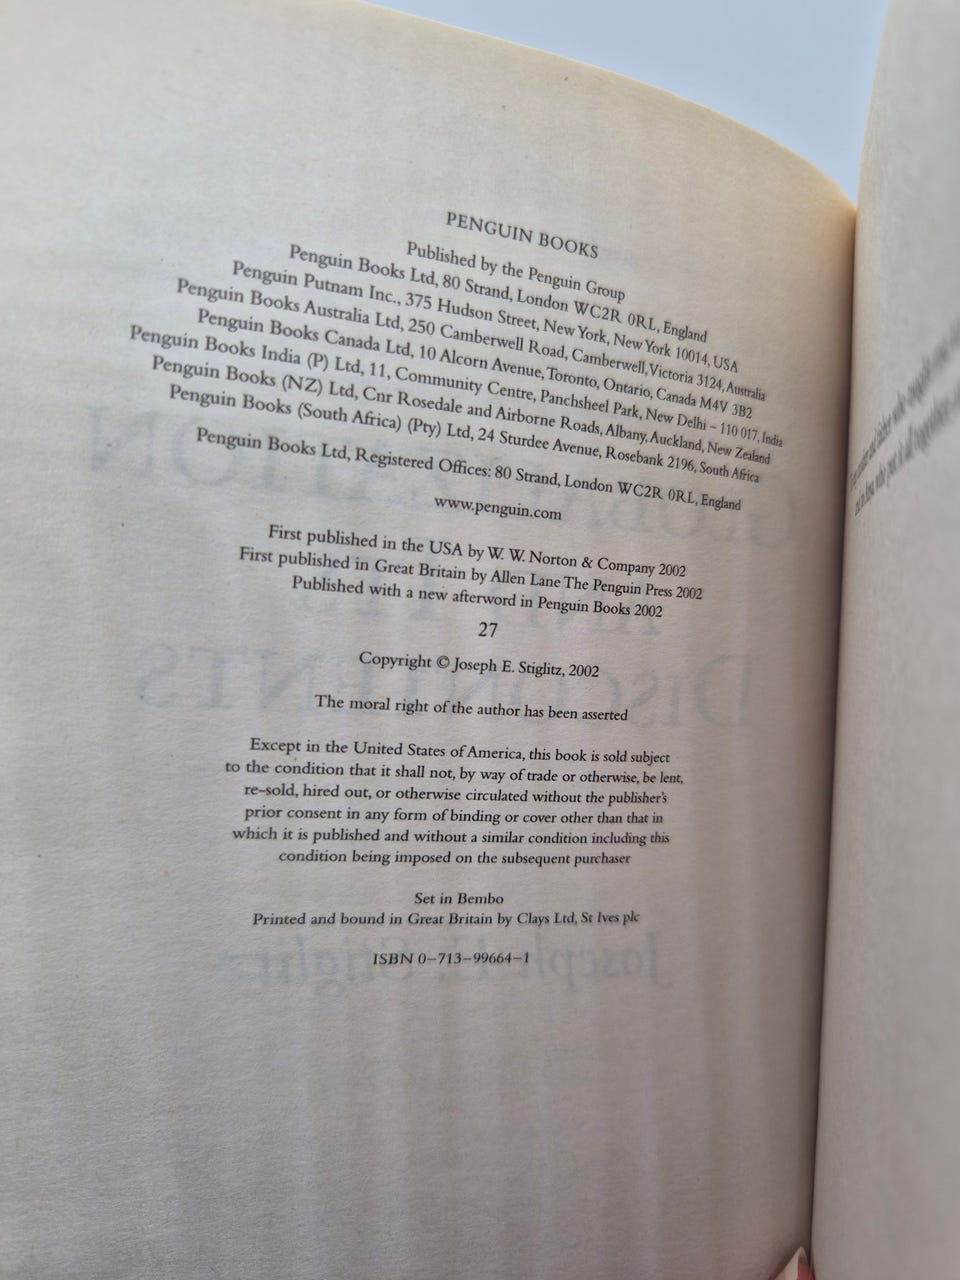 PENGUIN BOOKS
Published by the Penguin Group
Penguin Books Ltd, 80 Strand, London WC2R 0RL, England
Penguin Putnam Inc., 375 Hudson Street, New York, New York 10014, USA
Penguin Books Australia Ltd, 250 Camberwell Road, Camberwell, Victoria 3124, Australia
Penguin Books Canada Ltd, 10 Alcorn Avenue, Toronto, Ontario, Canada M4V 3B2
Penguin Books India (P) Ltd, 11, Community Centre, Panchsheel Park, New Delhi – 110 017, India
Penguin Books (NZ) Ltd, Cnr Rosedale and Airborne Roads, Albany, Auckland, New Zealand
Penguin Books (South Africa) (Pty) Ltd, 24 Sturdee Avenue, Rosebank 2196, South Africa
Penguin Books Ltd, Registered Offices: 80 Strand, London WC2R 0RL, England
www.penguin.com
First published in the USA by W. W. Norton & Company 2002
First published in Great Britain by Allen Lane The Penguin Press 2002
Published with a new afterword in Penguin Books 2002
27
Copyright © Joseph E. Stiglitz, 2002
The moral right of the author has been asserted
Except in the United States of America, this book is sold subject
to the condition that it shall not, by way of trade or otherwise, be lent,
re-sold, hired out, or otherwise circulated without the publisher's
prior consent in any form of binding or cover other than that in
which it is published and without a similar condition including this
condition being imposed on the subsequent purchaser
Set in Bembo
Printed and bound in Great Britain by Clays Ltd, St Ives plc
ISBN 0–713–99664–1